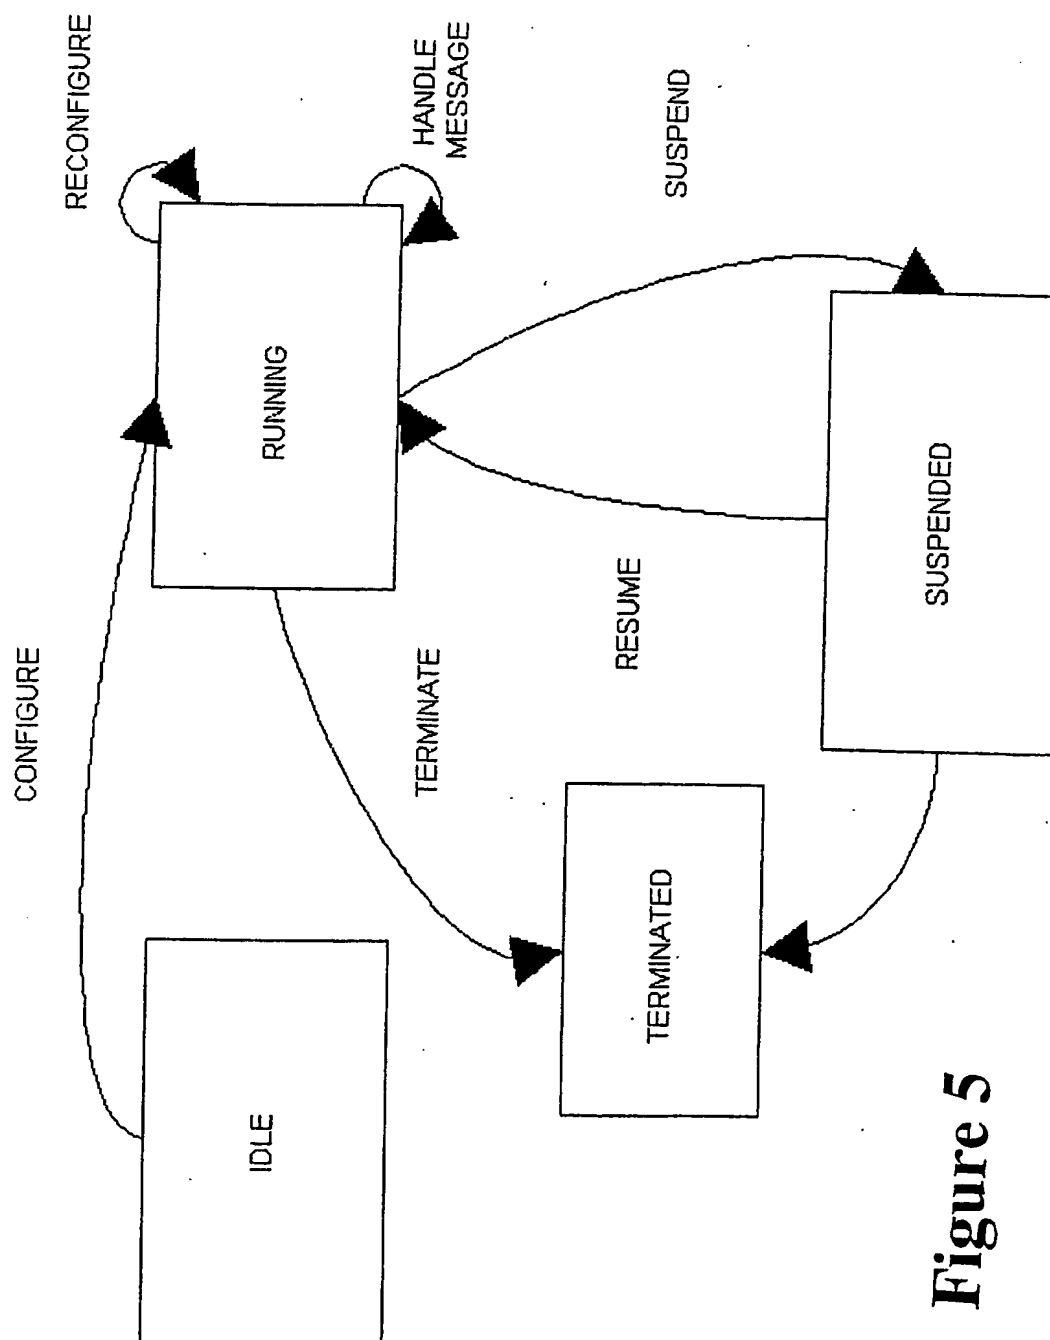 CONFIGURE
RECONFIGURE
HANDLE
MESSAGE
IDLE
RUNNING
TERMINATE
TERMINATED
RESUME
SUSPEND
SUSPENDED
Figure 5